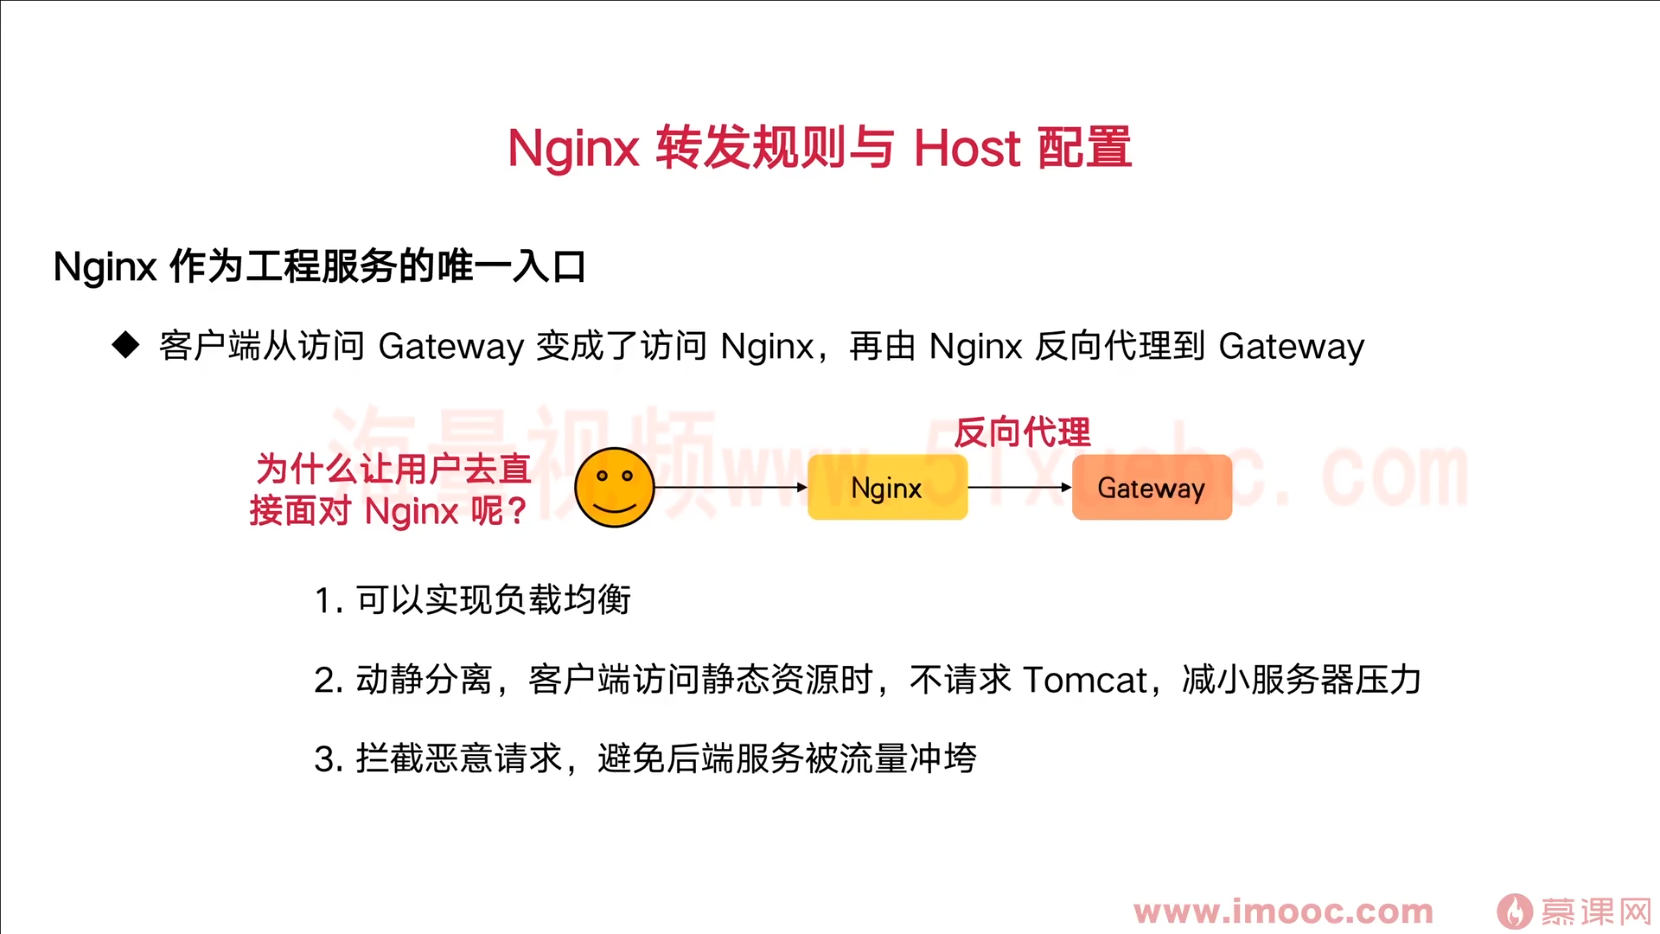 Nginx 转发规则与 Host 配置
Nginx 作为工程服务的唯一入口
◆ 客户端从访问 Gateway 变成了访问 Nginx，再由 Nginx 反向代理到 Gateway
海量视频www.51xuebc.com
反向代理
为什么让用户去直
接面对 Nginx 呢？
Nginx
Gateway
1. 可以实现负载均衡
2. 动静分离，客户端访问静态资源时，不请求 Tomcat，减小服务器压力
3. 拦截恶意请求，避免后端服务被流量冲垮
www.imooc.com
慕课网